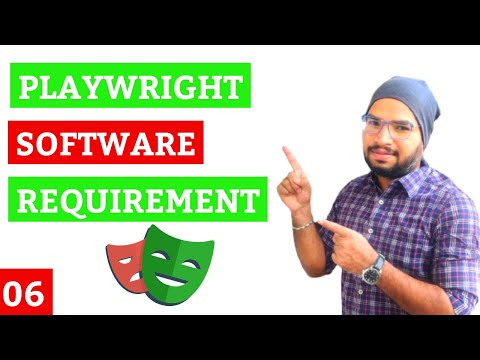 PLAYWRIGHT
SOFTWARE
REQUIREMENT
06